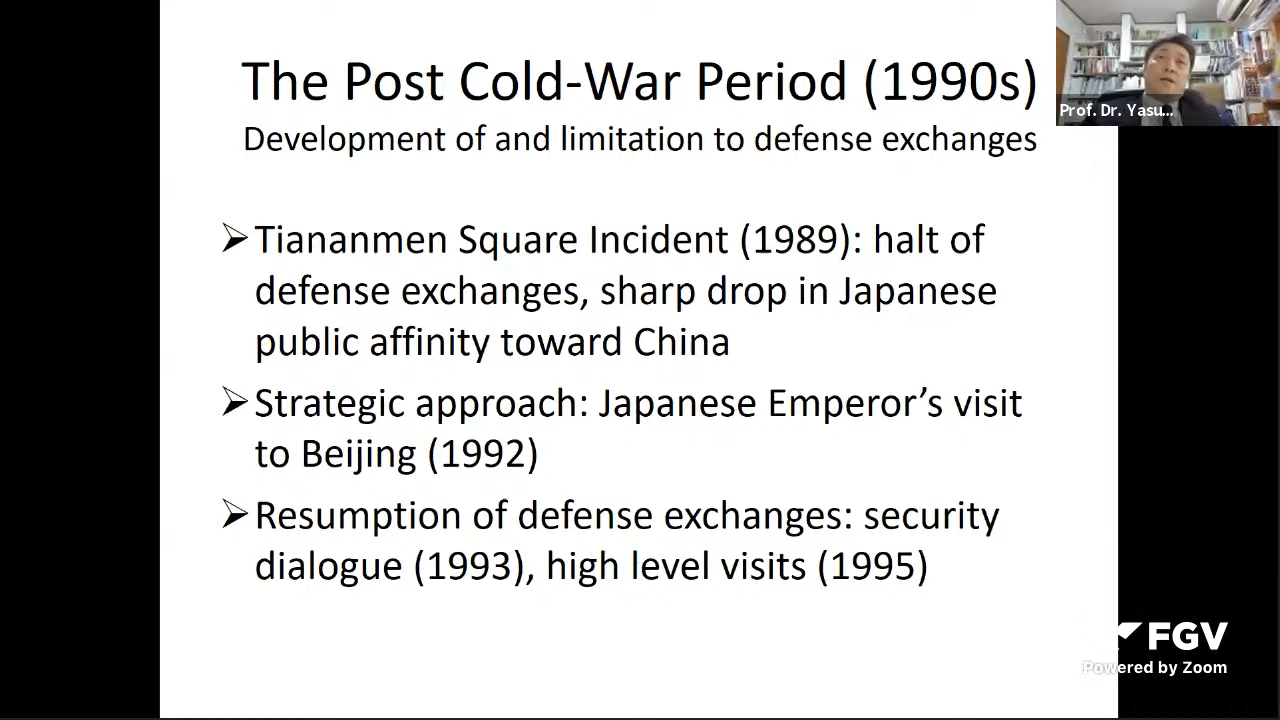 The Post Cold-War Period (1990s)
Development of and limitation to defense exchanges
Prof. Dr. Yasu...
➢Tiananmen Square Incident (1989): halt of
defense exchanges, sharp drop in Japanese
public affinity toward China
➢Strategic approach: Japanese Emperor’s visit
to Beijing (1992)
➢Resumption of defense exchanges: security
dialogue (1993), high level visits (1995)
FGV
Powered by Zoom